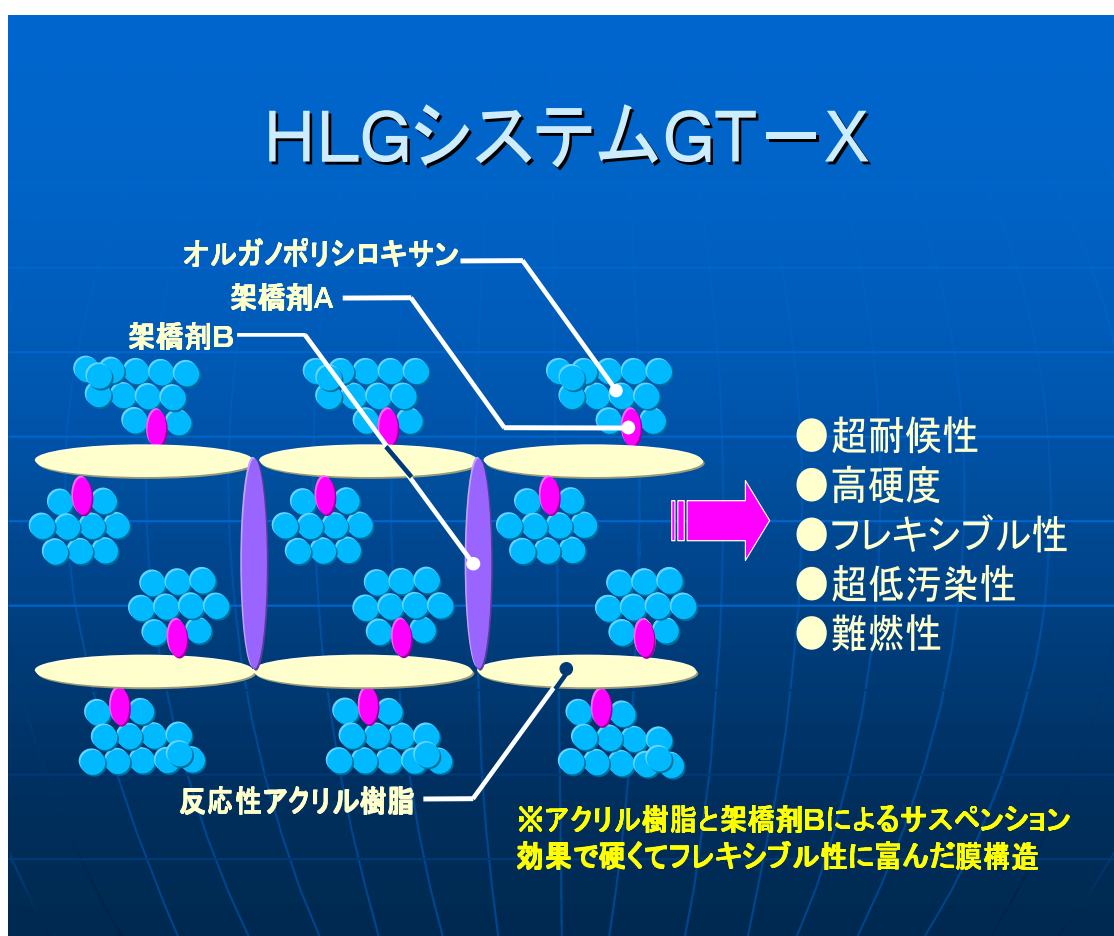 HLGシステムGT－X
オルガノポリシロキサン
架橋剤A
架橋剤B
●超耐候性
●高硬度
●フレキシブル性
●超低汚染性
●難燃性
反応性アクリル樹脂
※アクリル樹脂と架橋剤Bによるサスペンション
効果で硬くてフレキシブル性に富んだ膜構造